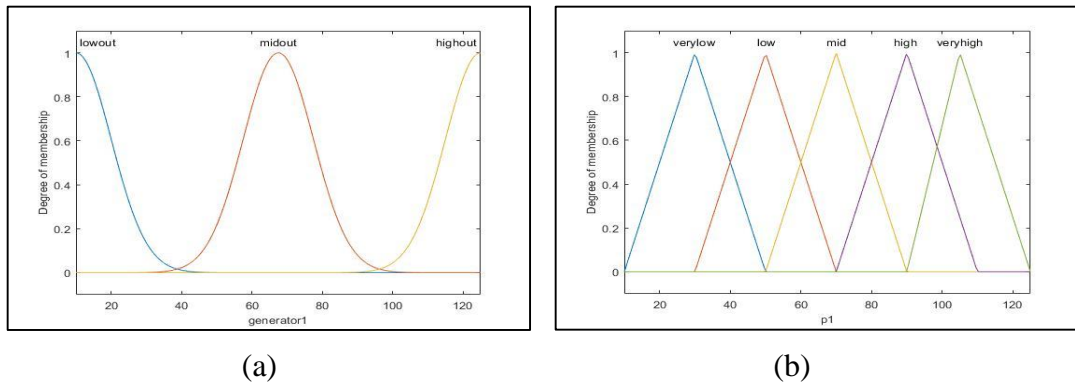 lowout midout highout
1
0.8
0.6
0.4
0.2
0
Degree of membership
20 40 60 80 100 120
generator1
(a)
verylow low mid high veryhigh
1
0.8
0.6
0.4
0.2
0
Degree of membership
20 40 60 80 100 120
p1
(b)